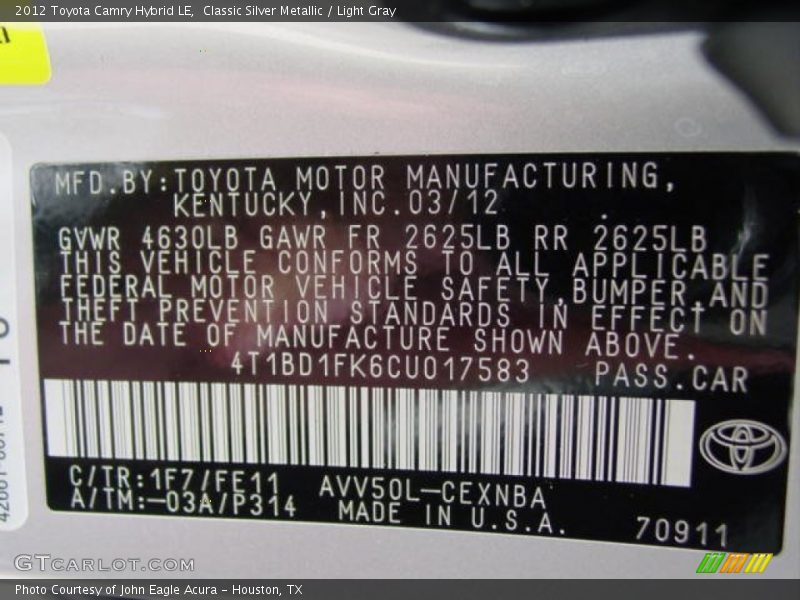 2012 Toyota Camry Hybrid LE,  Classic Silver Metallic / Light Gray
MFD.BY:TOYOTA MOTOR MANUFACTURING,
KENTUCKY,INC.03/12
GVWR 4630LB GAWR FR 2625LB RR 2625LB
THIS VEHICLE CONFORMS TO ALL APPLICABLE
FEDERAL MOTOR VEHICLE SAFETY,BUMPER,AND
THEFT PREVENTION STANDARDS IN EFFECT ON
THE DATE OF MANUFACTURE SHOWN ABOVE.
4T1BD1FK6CU017583 PASS.CAR
C/TR:1F7/FE11 AVV50L-CEXNBA
A/TM:-03A/P314 MADE IN U.S.A.
70911
GTCARLOT.COM
Photo Courtesy of John Eagle Acura - Houston, TX